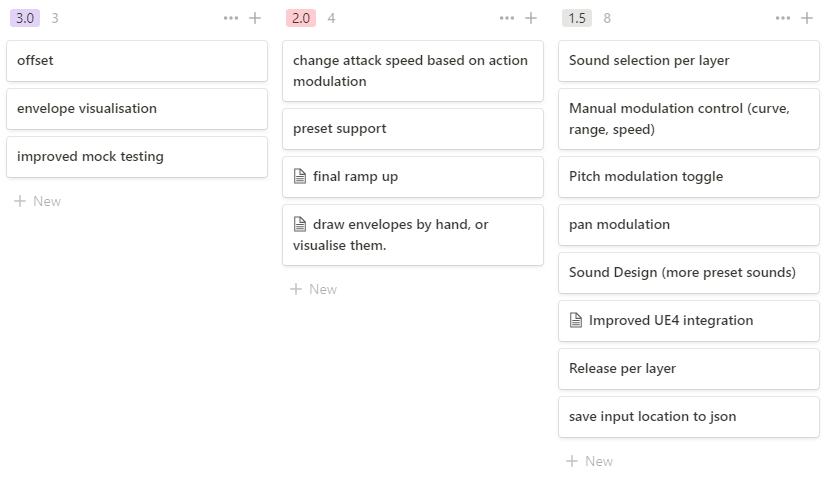 3.0 3
offset
envelope visualisation
improved mock testing
New
2.0 4
change attack speed based on action
modulation
preset support
final ramp up
draw envelopes by hand, or
visualise them.
New
1.5 8
Sound selection per layer
Manual modulation control (curve,
range, speed)
Pitch modulation toggle
pan modulation
Sound Design (more preset sounds)
Improved UE4 integration
Release per layer
save input location to json
New